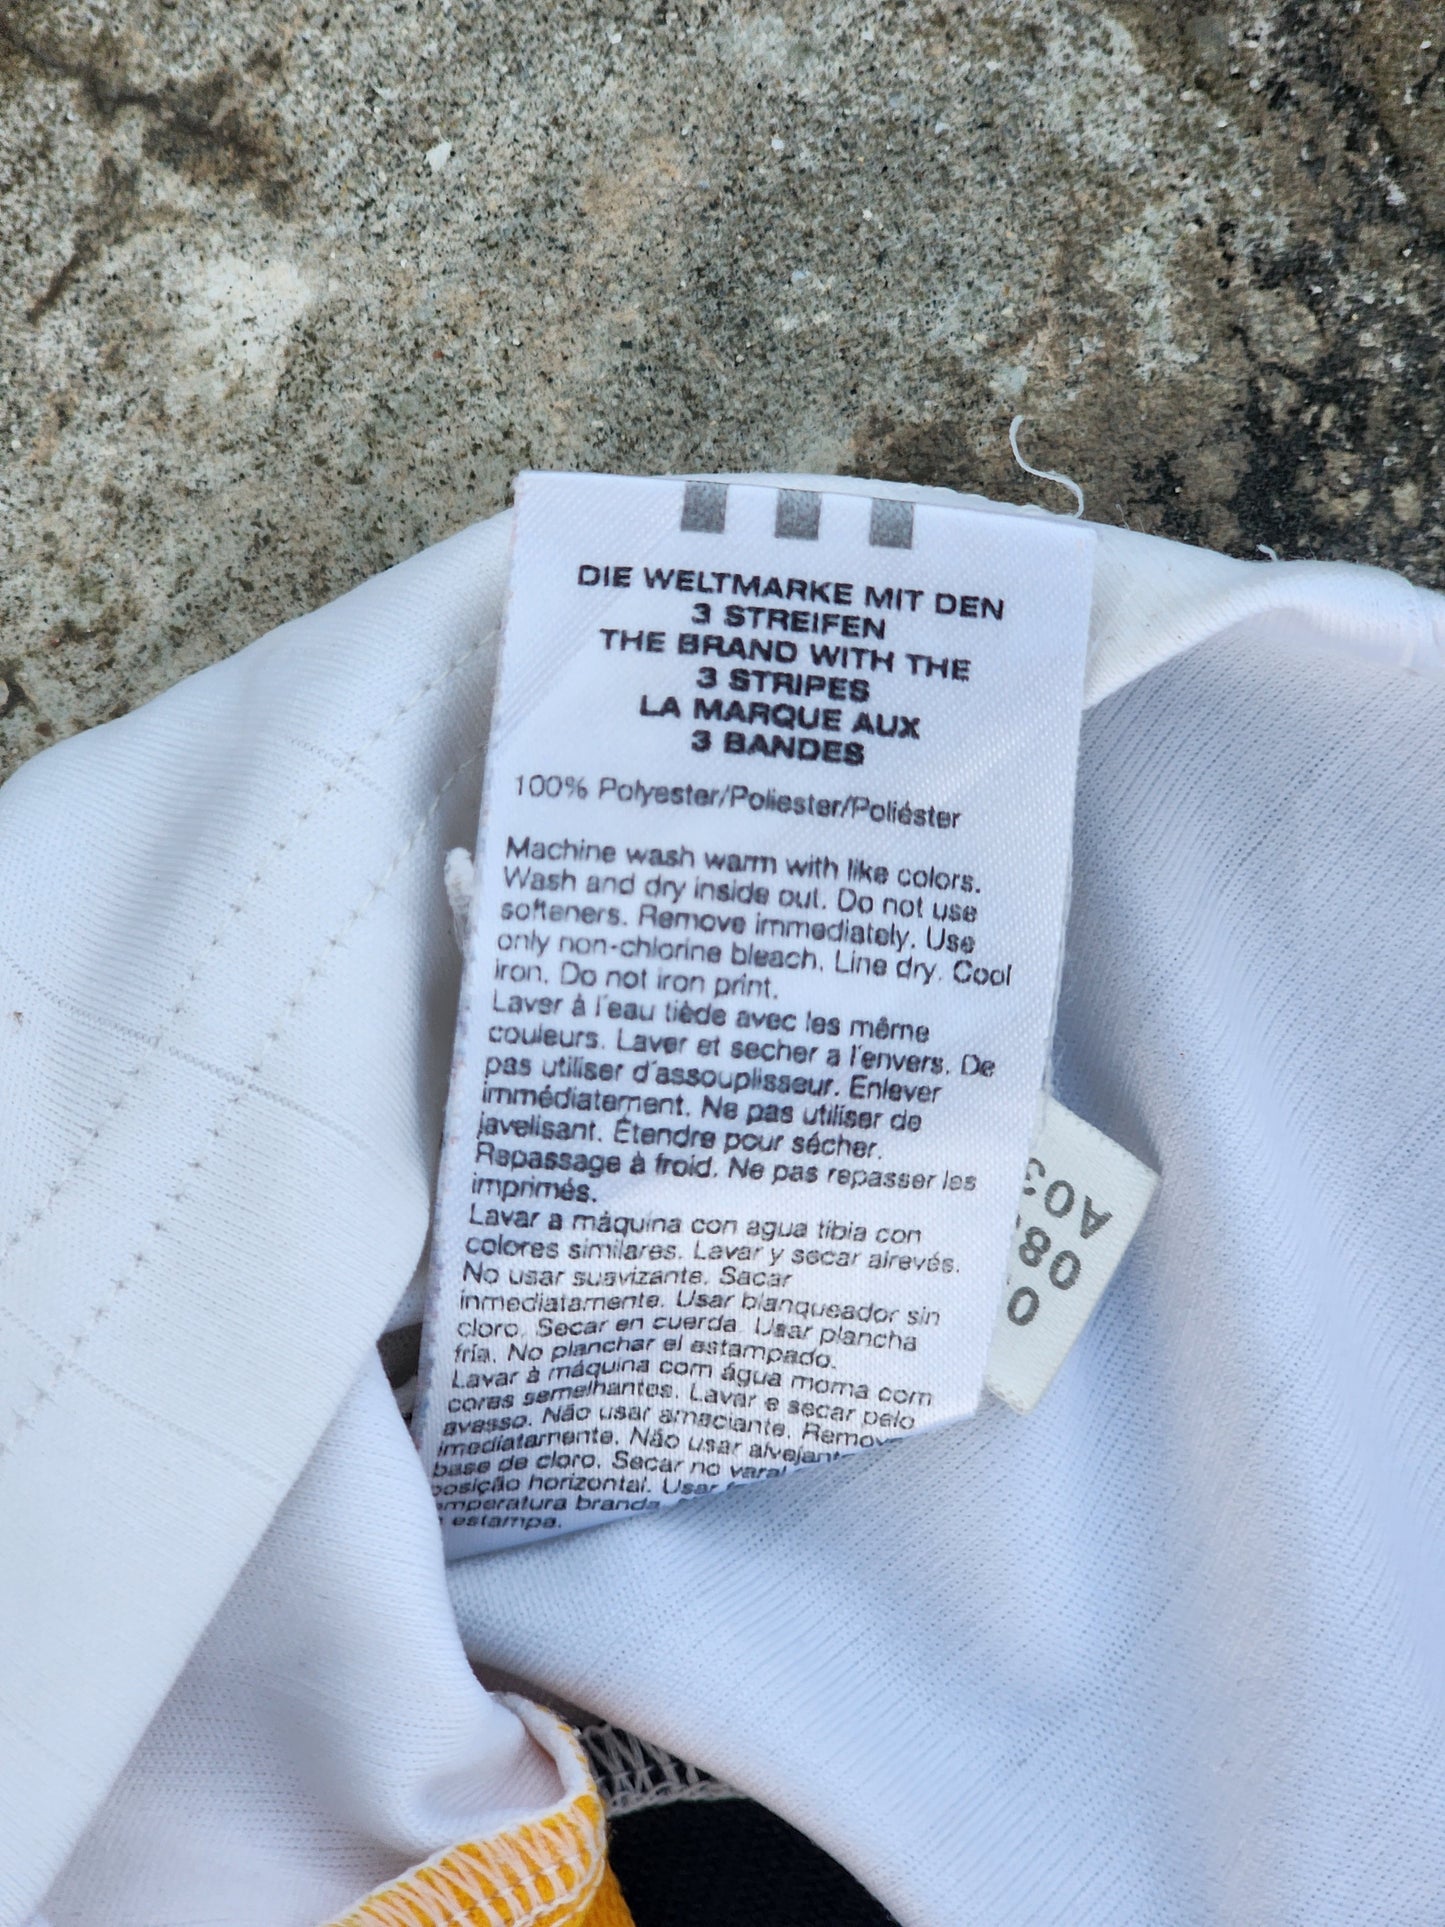 DIE WELTMARKE MIT DEN
3 STREIFEN
THE BRAND WITH THE
3 STRIPES
LA MARQUE AUX
3 BANDES
100% Polyester/Poliester/Poliéster
Machine wash warm with like colors.
Wash and dry inside out. Do not use
softeners. Remove immediately. Use
only non-chlorine bleach. Line dry. Cool
iron. Do not iron print.
Laver à l'eau tiède avec les même
couleurs. Laver et secher a l'envers. De
pas utiliser d'assouplisseur. Enlever
immédiatement. Ne pas utiliser de
javelisant. Étendre pour sécher.
Repassage à froid. Ne pas repasser les
imprimés.
Lavar a máquina con agua tibia con
colores similares. Lavar y secar alrevés.
No usar suavizante. Sacar
inmediatamente. Usar blanqueador sin
cloro. Secar en cuerda. Usar plancha
fría. No planchar el estampado.
Lavar à máquina com água morna com
cores semelhantes. Lavar e secar pelo
avesso. Não usar amaciante. Remover
imediatamente. Não usar alvejante
base de cloro. Secar no varal
posição horizontal. Usar
temperatura branda.
estampa.
A03
08